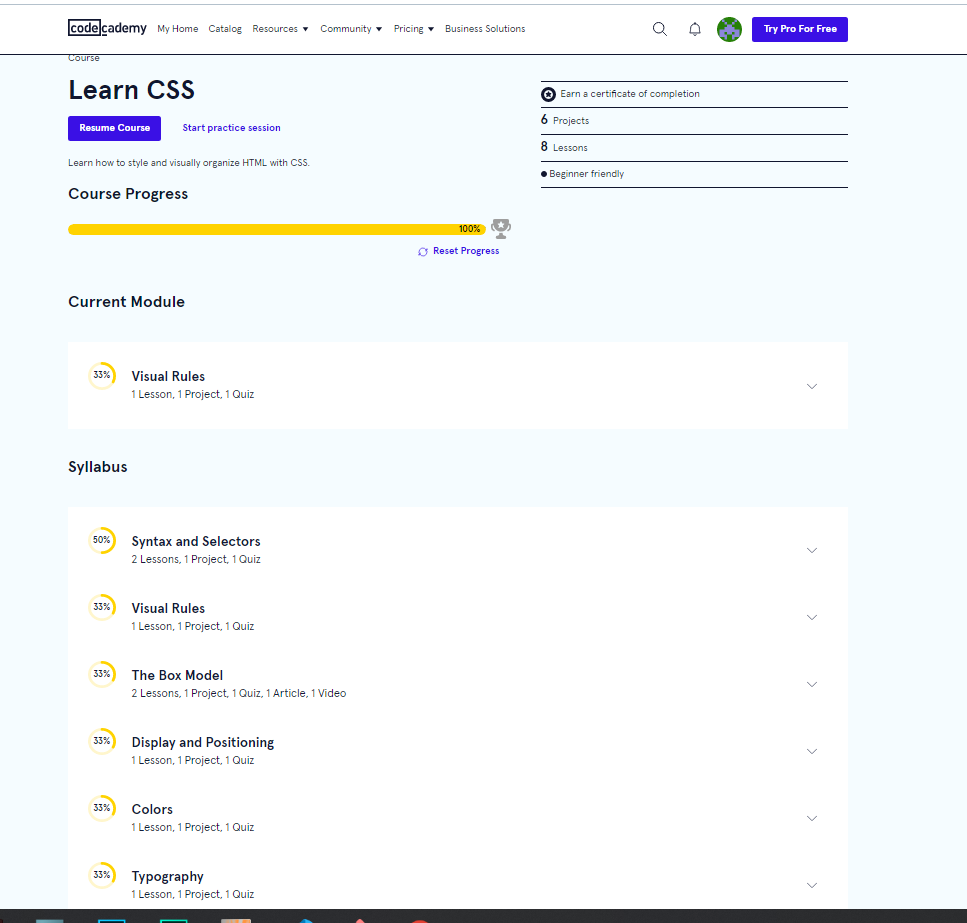 codecademy My Home Catalog Resources Community Pricing Business Solutions Try Pro For Free
Course
Learn CSS
Resume Course Start practice session
Learn how to style and visually organize HTML with CSS.
Earn a certificate of completion
6 Projects
8 Lessons
Beginner friendly
Course Progress
100%
Reset Progress
Current Module
33% Visual Rules
1 Lesson, 1 Project, 1 Quiz
Syllabus
50% Syntax and Selectors
2 Lessons, 1 Project, 1 Quiz
33% Visual Rules
1 Lesson, 1 Project, 1 Quiz
33% The Box Model
2 Lessons, 1 Project, 1 Quiz, 1 Article, 1 Video
33% Display and Positioning
1 Lesson, 1 Project, 1 Quiz
33% Colors
1 Lesson, 1 Project, 1 Quiz
33% Typography
1 Lesson, 1 Project, 1 Quiz